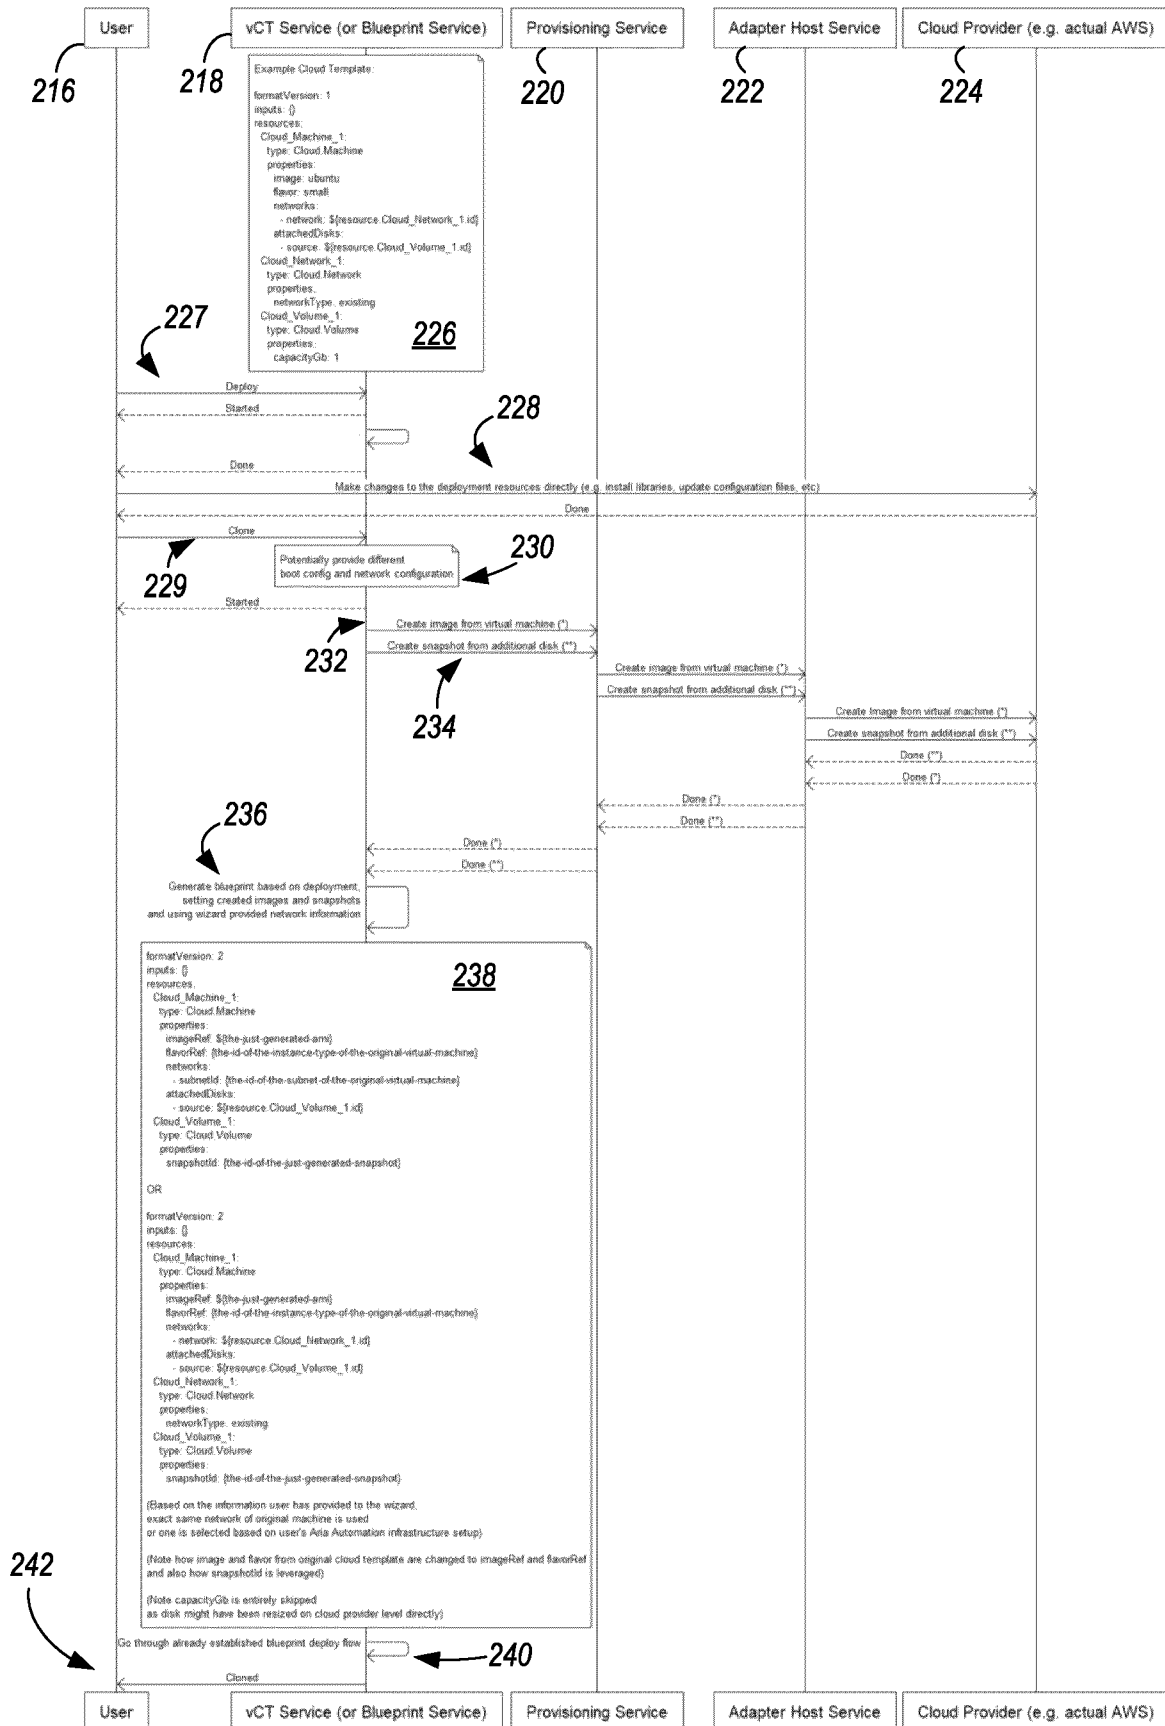 User
vCT Service (or Blueprint Service)
Provisioning Service
Adapter Host Service
Cloud Provider (e.g. actual AWS)
216
218
220
222
224
Example Cloud Template:
formatVersion: 1
inputs: {}
resources:
Cloud_Machine_1:
type: Cloud.Machine
properties:
image: ubuntu
flavor: small
networks:
- network: ${resource.Cloud_Network_1.id}
attachedDisks:
- source: ${resource.Cloud_Volume_1.id}
Cloud_Network_1:
type: Cloud.Network
properties:
networkType: existing
Cloud_Volume_1:
type: Cloud.Volume
properties:
capacityGb: 1
226
227
Deploy
Started
228
Done
Make changes to the deployment resources directly (e.g. install libraries, update configuration files, etc)
Done
Clone
229
Potentially provide different
boot config and network configuration
230
Started
232
Create image from virtual machine (*)
Create snapshot from additional disk (**)
234
Create image from virtual machine (*)
Create snapshot from additional disk (**)
Create Image from virtual machine (*)
Create snapshot from additional disk (**)
Done (**)
Done (*)
Done (*)
Done (**)
Done (*)
Done (**)
236
Generate blueprint based on deployment,
setting created images and snapshots
and using wizard provided network information
238
formatVersion: 2
inputs: {}
resources:
Cloud_Machine_1:
type: Cloud.Machine
properties:
imageRef: ${the-just-generated-ami}
flavorRef: {the-id-of-the-instance-type-of-the-original-virtual-machine}
networks:
- subnetId: {the-id-of-the-subnet-of-the-original-virtual-machine}
attachedDisks:
- source: ${resource.Cloud_Volume_1.id}
Cloud_Volume_1:
type: Cloud.Volume
properties:
snapshotId: {the-id-of-the-just-generated-snapshot}
OR
formatVersion: 2
inputs: {}
resources:
Cloud_Machine_1:
type: Cloud.Machine
properties:
imageRef: ${the-just-generated-ami}
flavorRef: {the-id-of-the-instance-type-of-the-original-virtual-machine}
networks:
- network: ${resource.Cloud_Network_1.id}
attachedDisks:
- source: ${resource.Cloud_Volume_1.id}
Cloud_Network_1:
type: Cloud.Network
properties:
networkType: existing
Cloud_Volume_1:
type: Cloud.Volume
properties:
snapshotId: {the-id-of-the-just-generated-snapshot}
(Based on the information user has provided to the wizard,
exact same network of original machine is used
or one is selected based on user's Aria Automation infrastructure setup)
(Note how image and flavor from original cloud template are changed to imageRef and flavorRef
and also how snapshotId is leveraged)
(Note capacityGb is entirely skipped
as disk might have been resized on cloud provider level directly)
242
Go through already established blueprint deploy flow
240
Cloned
User
vCT Service (or Blueprint Service)
Provisioning Service
Adapter Host Service
Cloud Provider (e.g. actual AWS)